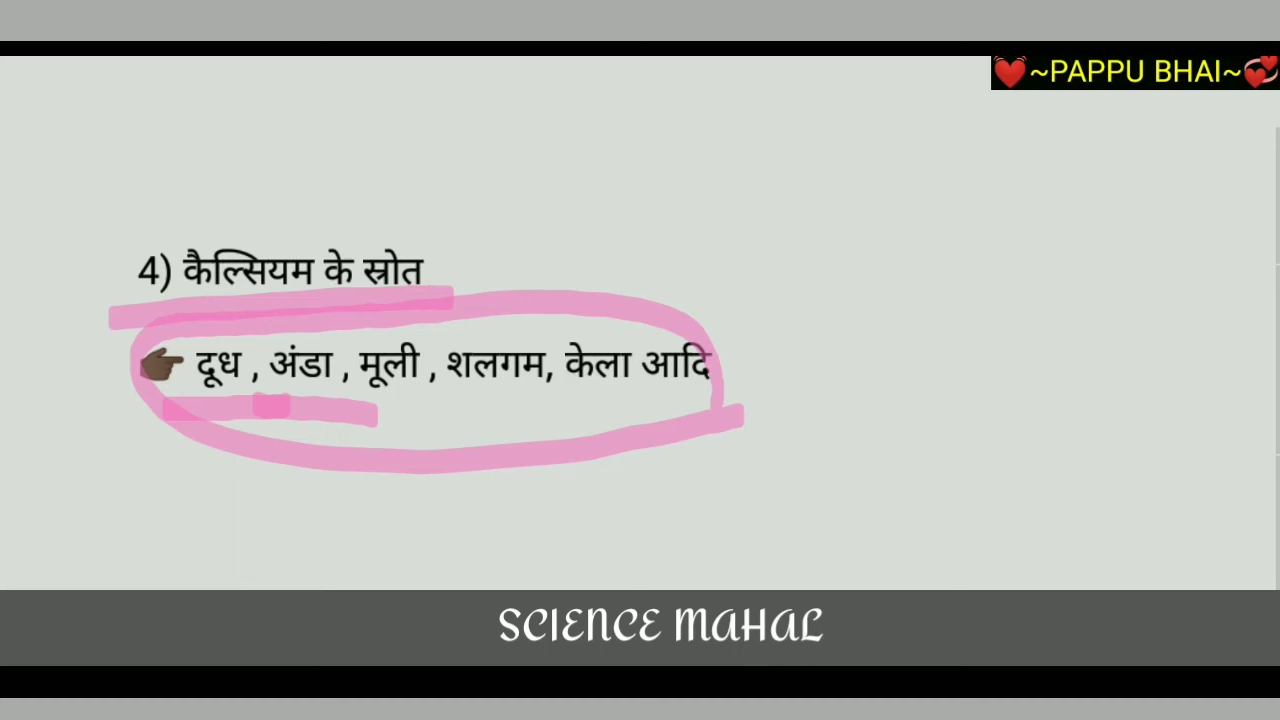 ❤️~PAPPU BHAI~💞
4) कैल्सियम के स्रोत
👉🏿 दूध , अंडा , मूली , शलगम, केला आदि
SCIENCE MAHAL